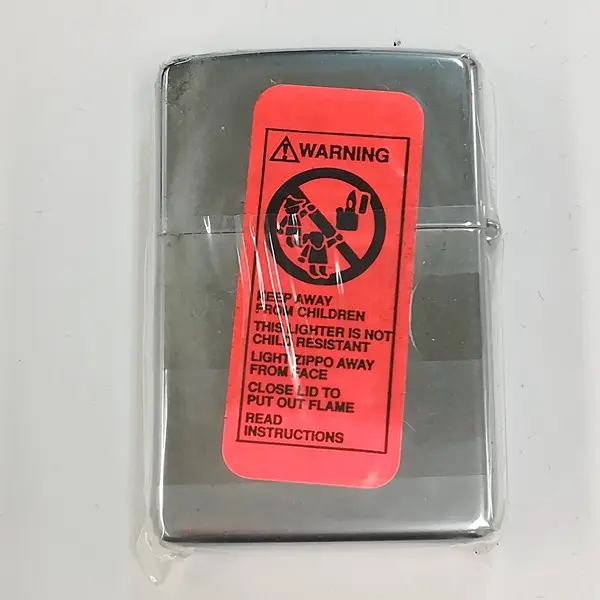 WARNING
KEEP AWAY
FROM CHILDREN
THIS LIGHTER IS NOT
CHILD RESISTANT
LIGHT ZIPPO AWAY
FROM FACE
CLOSE LID TO
PUT OUT FLAME
READ
INSTRUCTIONS